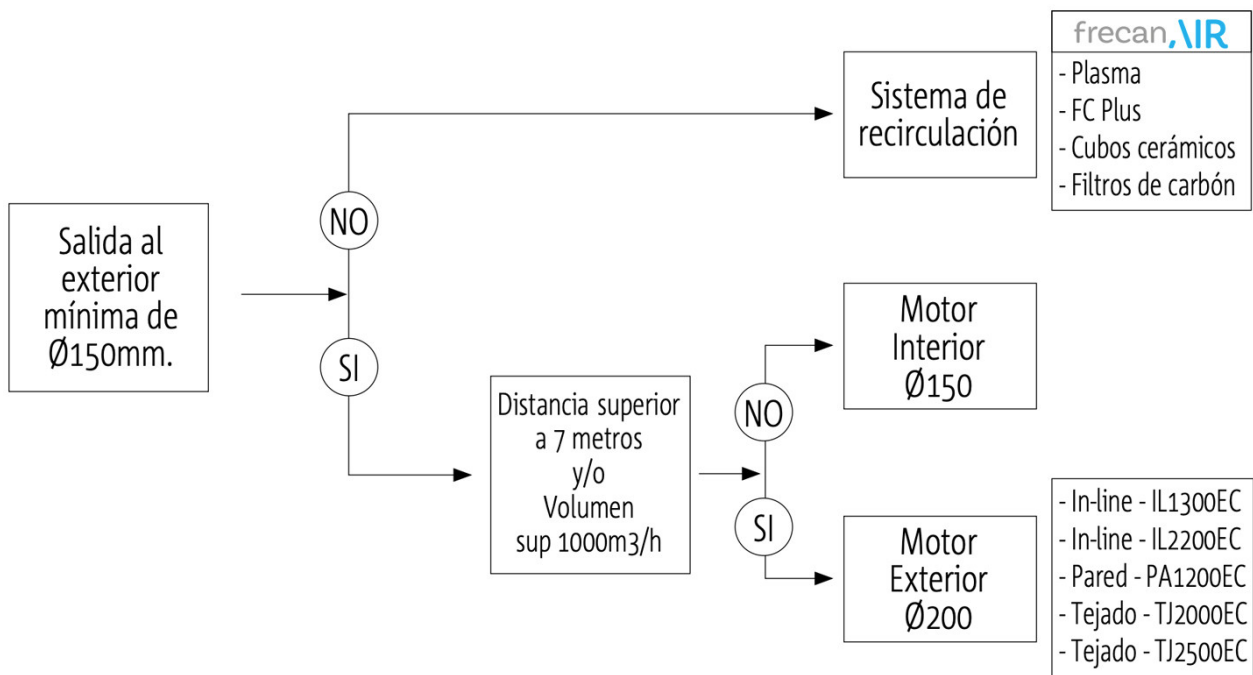 Salida al
exterior
mínima de
Ø150mm.
NO
SI
Sistema de
recirculación
frecanAIR
- Plasma
- FC Plus
- Cubos cerámicos
- Filtros de carbón
Distancia superior
a 7 metros
y/o
Volumen
sup 1000m3/h
NO
SI
Motor
Interior
Ø150
Motor
Exterior
Ø200
- In-line - IL1300EC
- In-line - IL2200EC
- Pared - PA1200EC
- Tejado - TJ2000EC
- Tejado - TJ2500EC